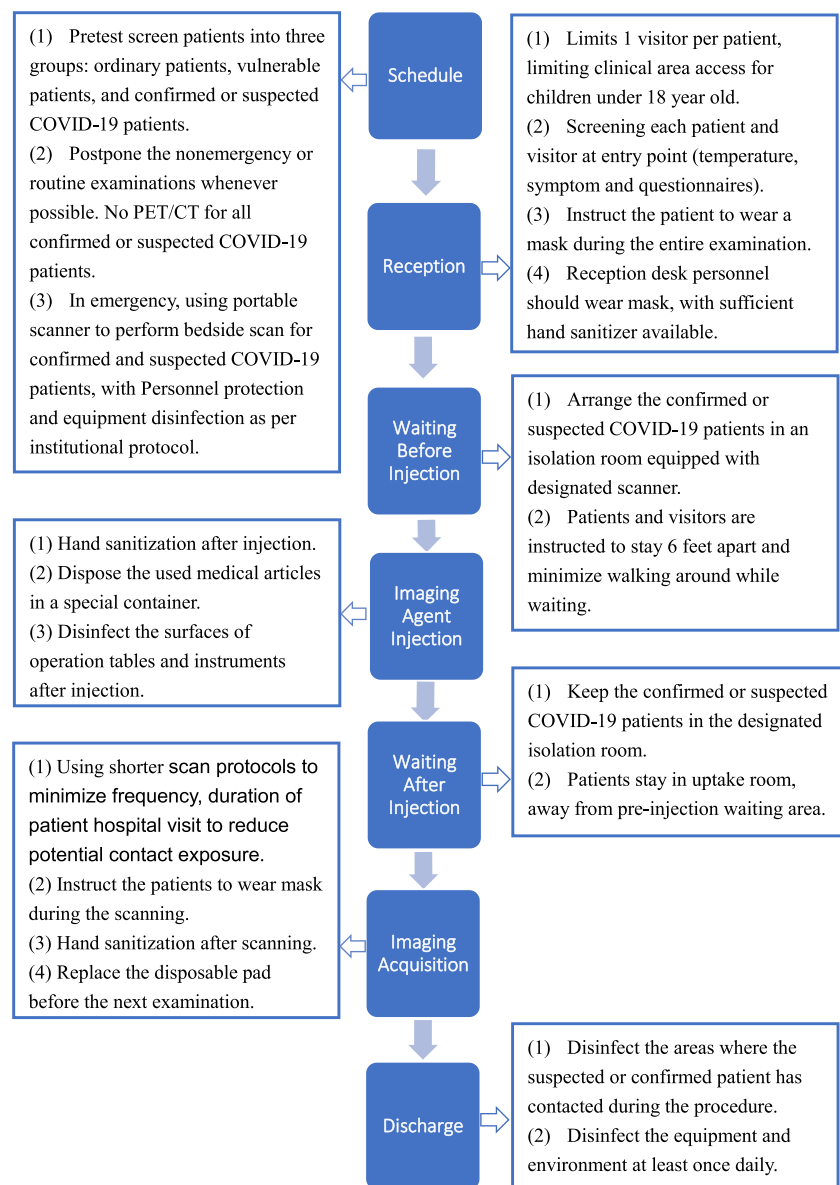 Schedule
(1) Pretest screen patients into three
groups: ordinary patients, vulnerable
patients, and confirmed or suspected
COVID-19 patients.
(2) Postpone the nonemergency or
routine examinations whenever
possible. No PET/CT for all
confirmed or suspected COVID-19
patients.
(3) In emergency, using portable
scanner to perform bedside scan for
confirmed and suspected COVID-19
patients, with Personnel protection
and equipment disinfection as per
institutional protocol.
Reception
(1) Limits 1 visitor per patient,
limiting clinical area access for
children under 18 year old.
(2) Screening each patient and
visitor at entry point (temperature,
symptom and questionnaires).
(3) Instruct the patient to wear a
mask during the entire examination.
(4) Reception desk personnel
should wear mask, with sufficient
hand sanitizer available.
Waiting
Before
Injection
(1) Arrange the confirmed or
suspected COVID-19 patients in an
isolation room equipped with
designated scanner.
(2) Patients and visitors are
instructed to stay 6 feet apart and
minimize walking around while
waiting.
Imaging
Agent
Injection
(1) Hand sanitization after injection.
(2) Dispose the used medical articles
in a special container.
(3) Disinfect the surfaces of
operation tables and instruments
after injection.
Waiting
After
Injection
(1) Keep the confirmed or suspected
COVID-19 patients in the designated
isolation room.
(2) Patients stay in uptake room,
away from pre-injection waiting area.
Imaging
Acquisition
(1) Using shorter scan protocols to
minimize frequency, duration of
patient hospital visit to reduce
potential contact exposure.
(2) Instruct the patients to wear mask
during the scanning.
(3) Hand sanitization after scanning.
(4) Replace the disposable pad
before the next examination.
Discharge
(1) Disinfect the areas where the
suspected or confirmed patient has
contacted during the procedure.
(2) Disinfect the equipment and
environment at least once daily.